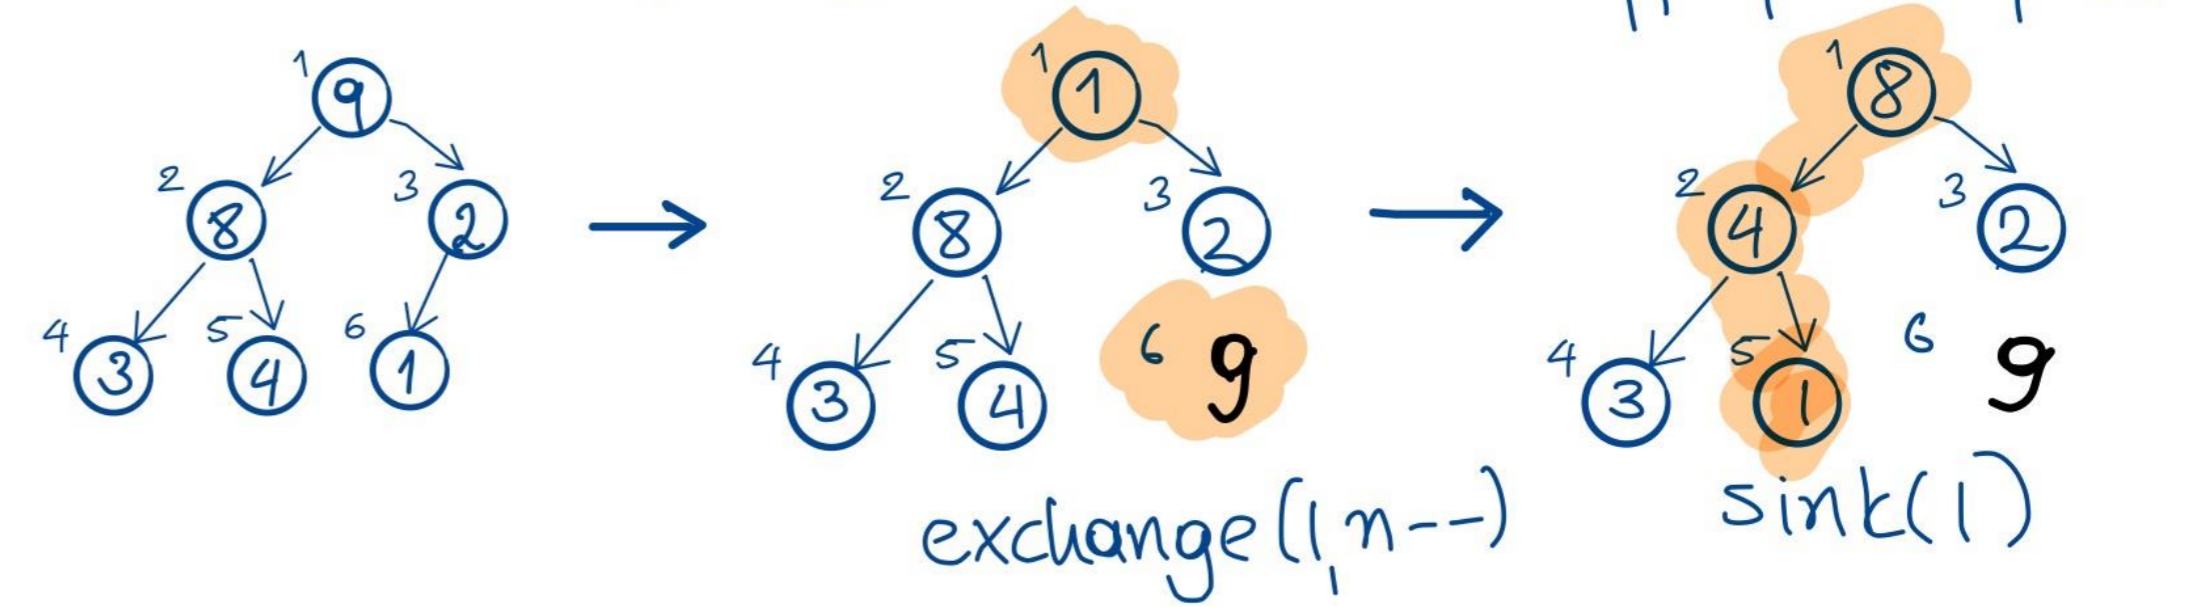 1 9 1 1 1 8
2 8 3 2 2 8 3 2 2 4 3 2
4 3 5 4 6 1 4 3 5 4 6 9 4 3 5 1 6 9
exchange(1,n--) sink(1)